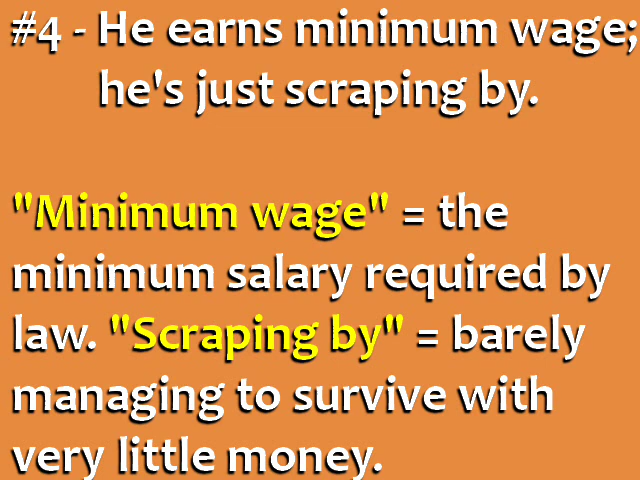 #4 - He earns minimum wage;
he's just scraping by.
"Minimum wage" = the
minimum salary required by
law. "Scraping by" = barely
managing to survive with
very little money.